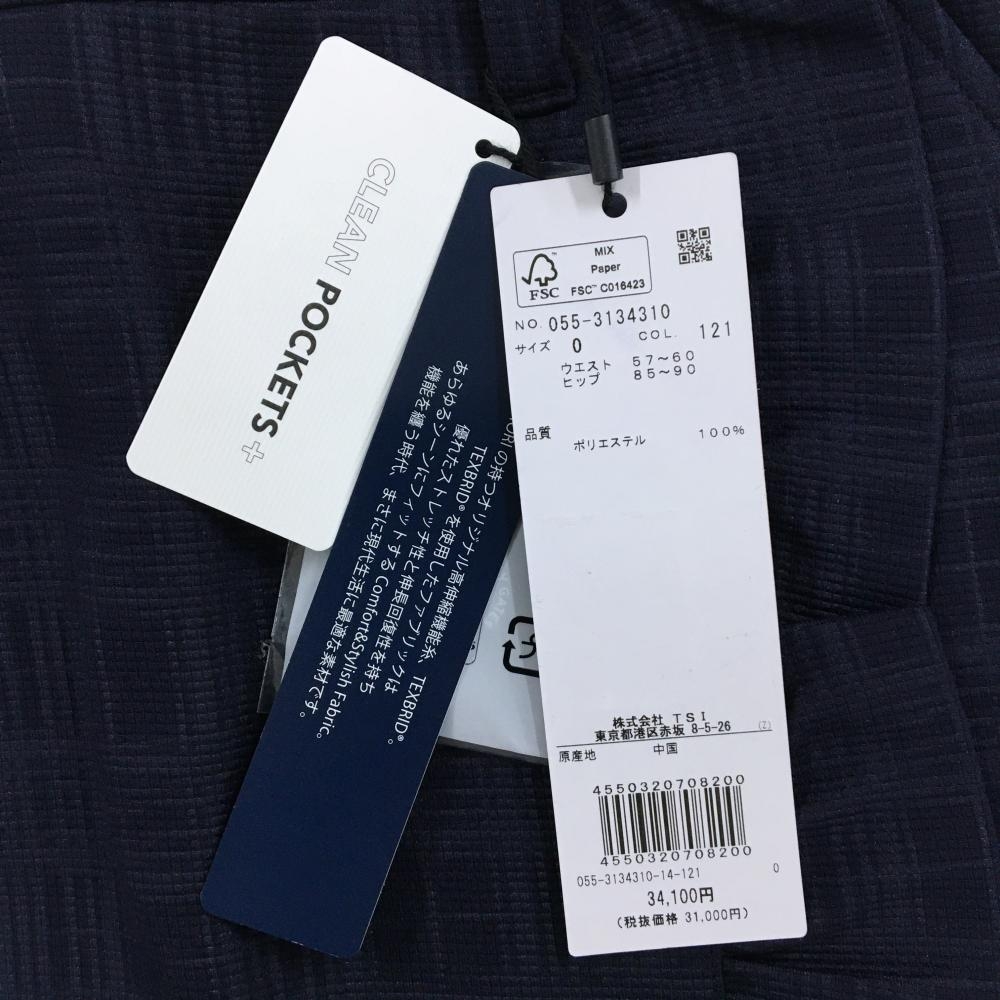 CLEAN POCKETS+
ORIの持つオリジナル高伸縮機能糸、TEXBRID®。
TEXBRID®を使用したファブリックは
優れたストレッチ性と伸長回復性を持ち
あらゆるシーンにフィットするComfort&Stylish Fabric。
機能を纏う時代、まさに現代生活に最適な素材です。
MIX
Paper
FSC™ C016423
FSC
NO. 055-3134310
サイズ 0 COL. 121
ウエスト 57~60
ヒップ 85~90
品質
ポリエステル 100%
株式会社 TSI
東京都港区赤坂 8-5-26 (Z)
原産地 中国
4550320708200
4550320708200
055-3134310-14-121 0
34,100円
(税抜価格 31,000円)